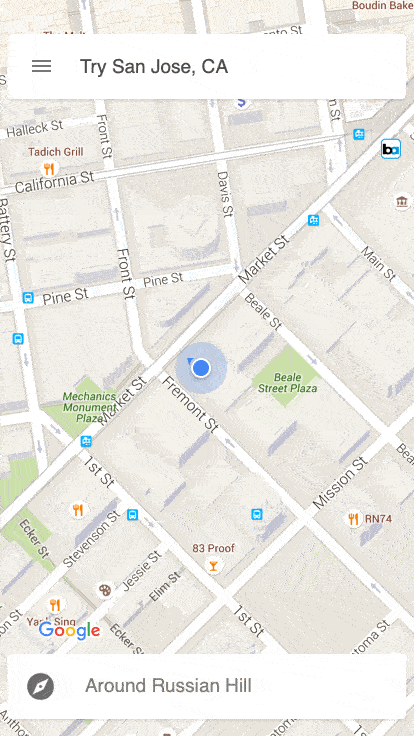 Boudin Bake
Try San Jose, CA
Halleck St
Front St
Tadich Grill
California St
Davis St
Battery St
Market St
Main St
Front St
Pine St
Pine St
Beale St
Beale
Street Plaza
Mechanics
Monument
Plaza
Market St
Fremont St
1st St
Mission St
RN74
Ecker St
Stevenson St
83 Proof
Jessie St
Elim St
Yank Sing
Google
Ecker St
1st St
Around Russian Hill